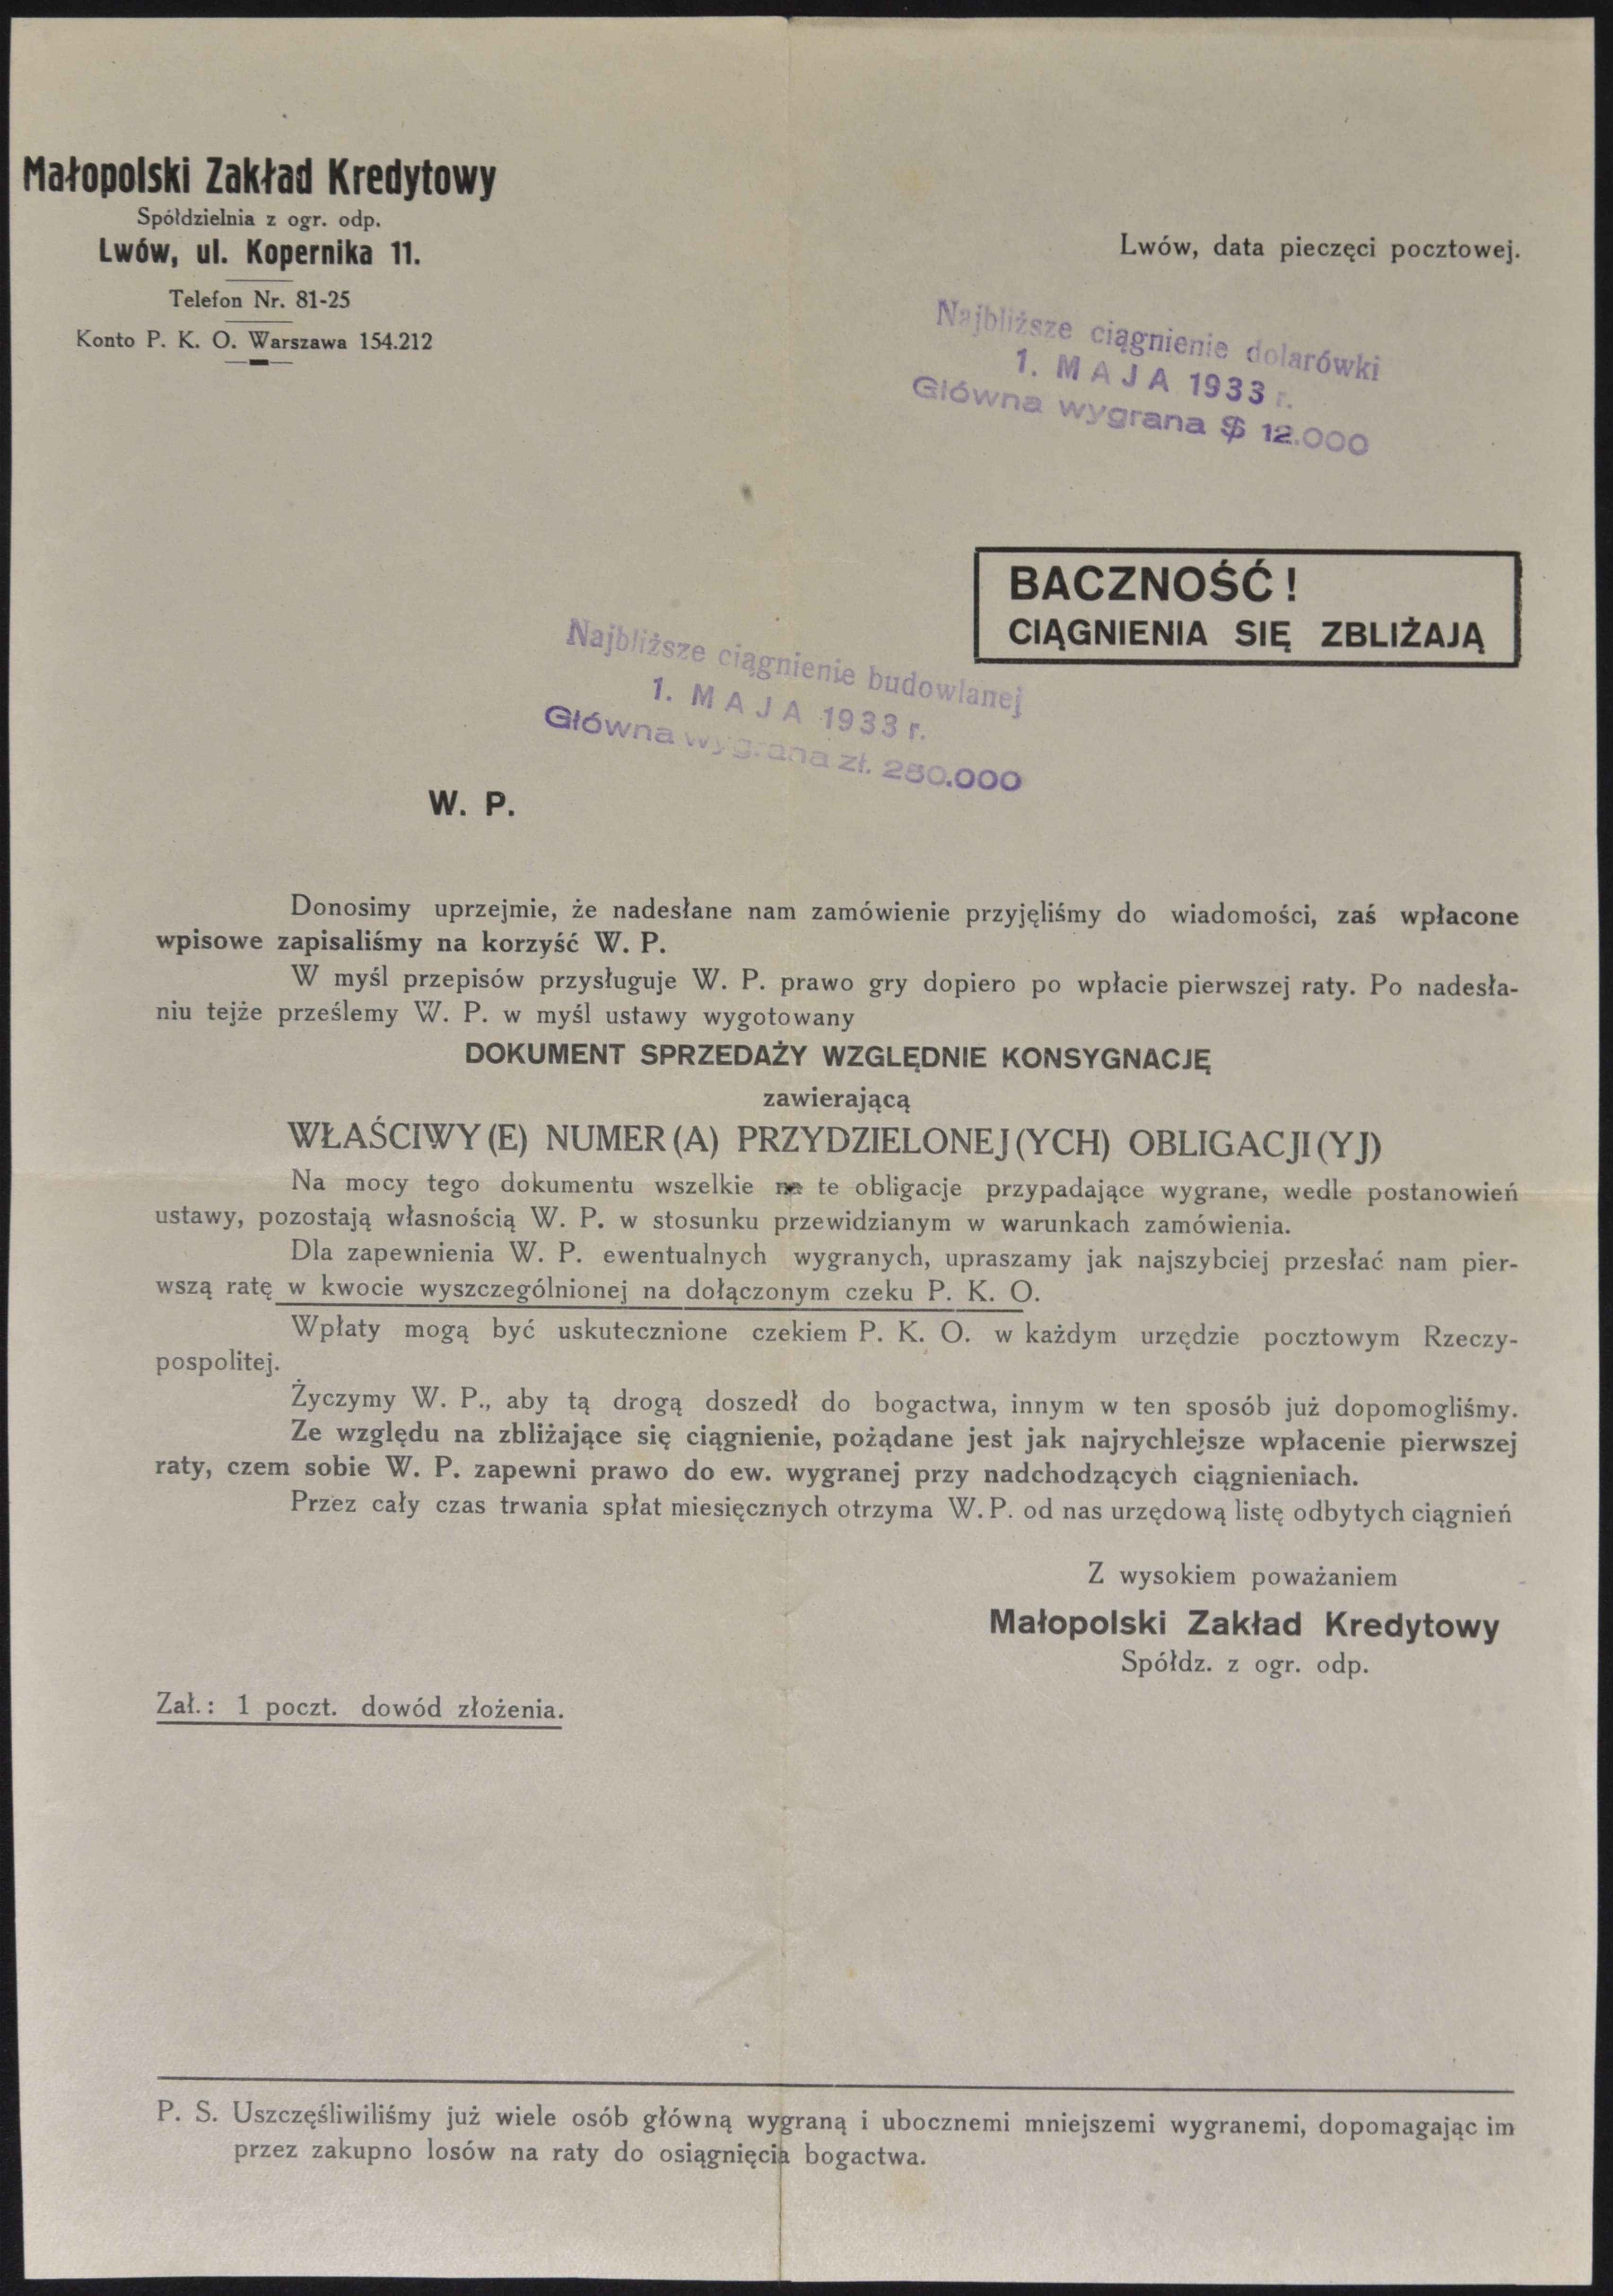 Małopolski Zakład Kredytowy
Spółdzielnia z ogr. odp.
Lwów, ul. Kopernika 11.
Telefon Nr. 81-25
Konto P. K. O. Warszawa 154.212
Lwów, data pieczęci pocztowej.
Najbliższe ciągnienie dolarówki
1. MAJA 1933 r.
Główna wygrana $ 12.000
BACZNOŚĆ!
CIĄGNIENIA SIĘ ZBLIŻAJĄ
Najbliższe ciągnienie budowlanej
1. MAJA 1933 r.
Główna wygrana zł. 250.000
W. P.
Donosimy uprzejmie, że nadesłane nam zamówienie przyjęliśmy do wiadomości, zaś wpłacone
wpisowe zapisaliśmy na korzyść W. P.
W myśl przepisów przysługuje W. P. prawo gry dopiero po wpłacie pierwszej raty. Po nadesła-
niu tejże prześlemy W. P. w myśl ustawy wygotowany
DOKUMENT SPRZEDAŻY WZGLĘDNIE KONSYGNACJĘ
zawierającą
WŁAŚCIWY(E) NUMER(A) PRZYDZIELONEJ(YCH) OBLIGACJI(YJ)
Na mocy tego dokumentu wszelkie na te obligacje przypadające wygrane, wedle postanowień
ustawy, pozostają własnością W. P. w stosunku przewidzianym w warunkach zamówienia.
Dla zapewnienia W. P. ewentualnych wygranych, upraszamy jak najszybciej przesłać nam pier-
wszą ratę w kwocie wyszczególnionej na dołączonym czeku P. K. O.
Wpłaty mogą być uskutecznione czekiem P. K. O. w każdym urzędzie pocztowym Rzeczy-
pospolitej.
Życzymy W. P., aby tą drogą doszedł do bogactwa, innym w ten sposób już dopomogliśmy.
Ze względu na zbliżające się ciągnienie, pożądane jest jak najrychlejsze wpłacenie pierwszej
raty, czem sobie W. P. zapewni prawo do ew. wygranej przy nadchodzących ciągnieniach.
Przez cały czas trwania spłat miesięcznych otrzyma W. P. od nas urzędową listę odbytych ciągnień
Z wysokiem poważaniem
Małopolski Zakład Kredytowy
Spółdz. z ogr. odp.
Zał.: 1 poczt. dowód złożenia.
P. S. Uszczęśliwiliśmy już wiele osób główną wygraną i ubocznemi mniejszemi wygranemi, dopomagając im
przez zakupno losów na raty do osiągnięcia bogactwa.